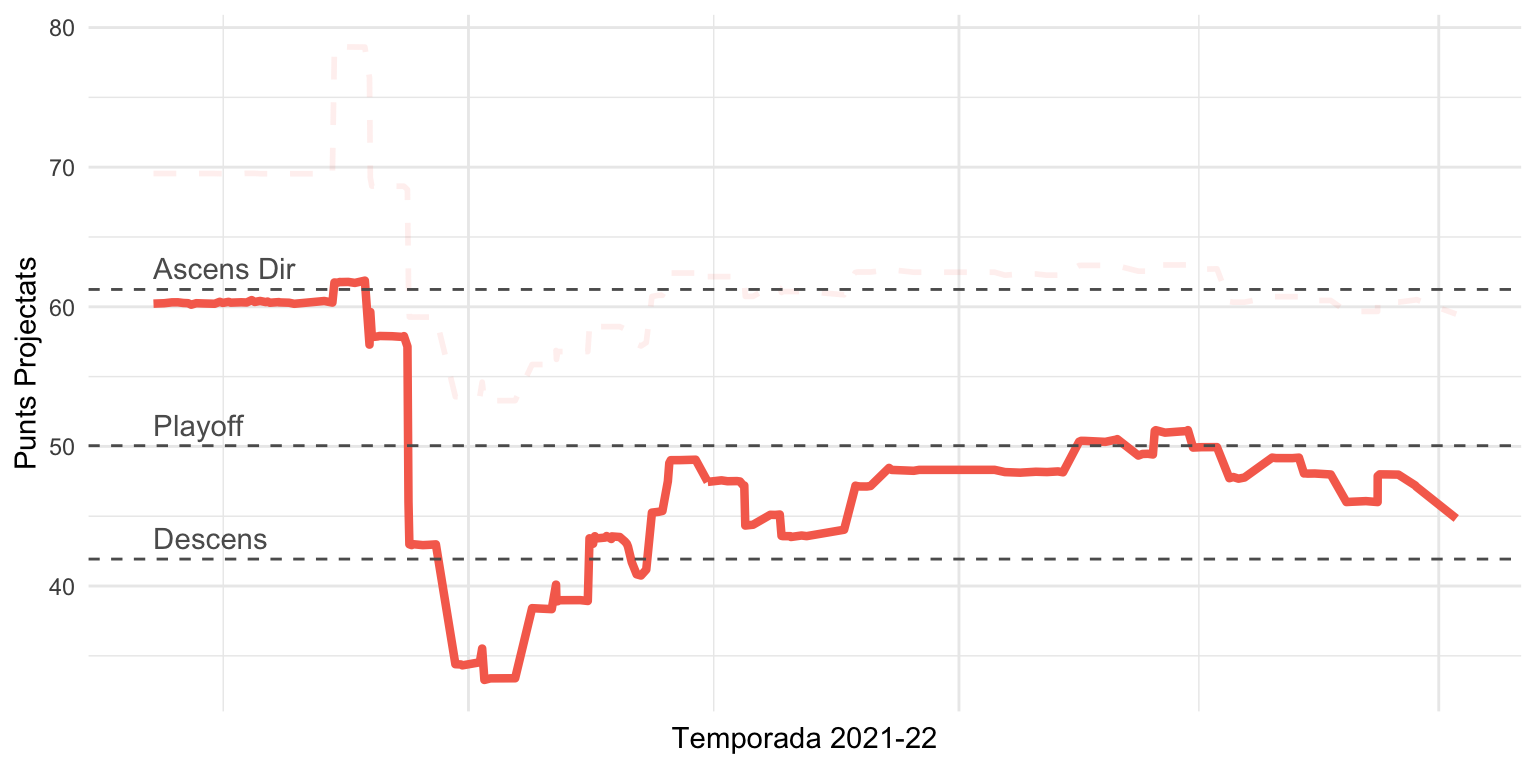 80
70
60
50
40
Punts Projectats
Ascens Dir
Playoff
Descens
Temporada 2021-22